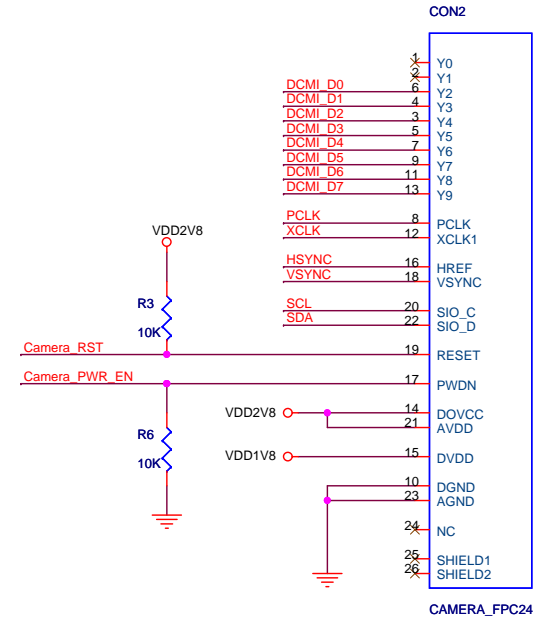 CON2
1 Y0
2 Y1
DCMI_D0 6 Y2
DCMI_D1 4 Y3
DCMI_D2 3 Y4
DCMI_D3 5 Y5
DCMI_D4 7 Y6
DCMI_D5 9 Y7
DCMI_D6 11 Y8
DCMI_D7 13 Y9
PCLK 8 PCLK
XCLK 12 XCLK1
VDD2V8
HSYNC 16 HREF
VSYNC 18 VSYNC
R3
SCL 20 SIO_C
SDA 22 SIO_D
10K
Camera_RST 19 RESET
Camera_PWR_EN 17 PWDN
VDD2V8 14 DOVCC
21 AVDD
R6
VDD1V8 15 DVDD
10K
10 DGND
23 AGND
24 NC
25 SHIELD1
26 SHIELD2
CAMERA_FPC24